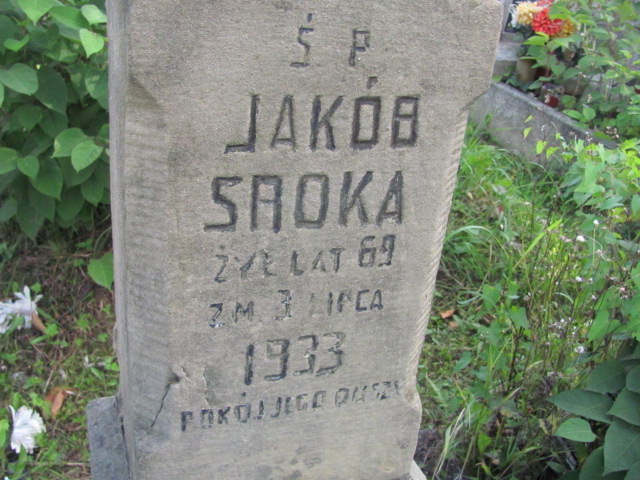 Ś P
JAKÓB
SROKA
ŻYŁ LAT 69
ZM 3 LIPCA
1933
POKÓJ JEGO DUSZY